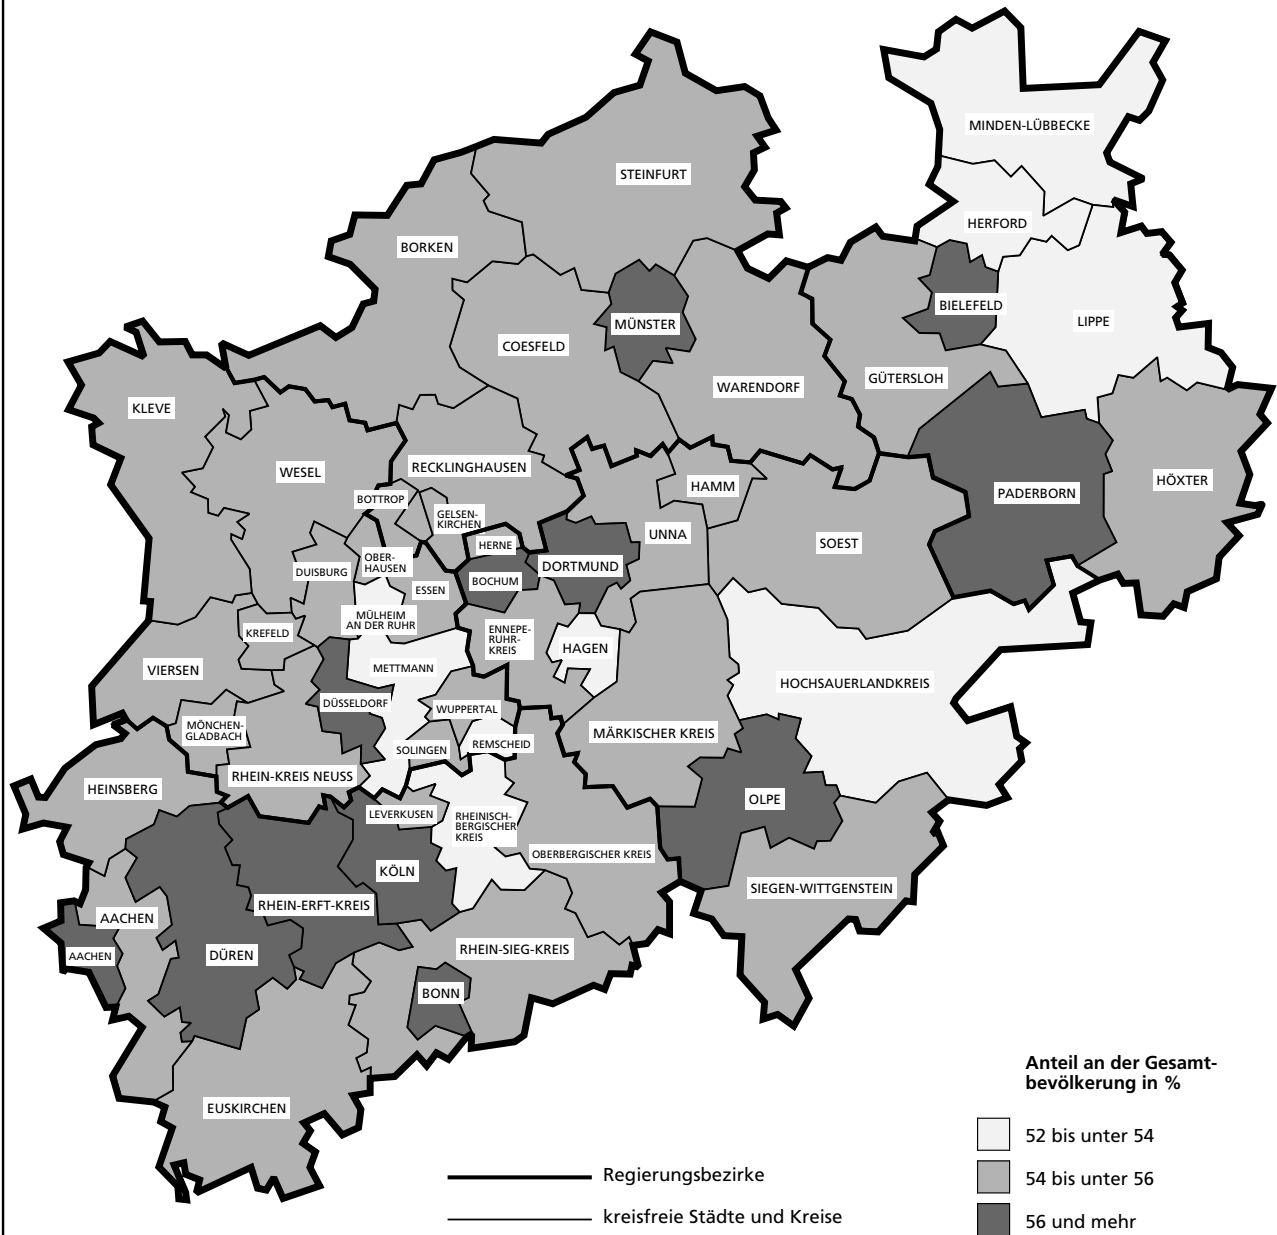 MINDEN-LÜBBECKE
STEINFURT
HERFORD
BORKEN
BIELEFELD
LIPPE
MÜNSTER
COESFELD
GÜTERSLOH
WARENDORF
KLEVE
RECKLINGHAUSEN
WESEL
HÖXTER
HAMM
PADERBORN
BOTTROP
GELSEN-
KIRCHEN
UNNA
SOEST
HERNE
OBER-
HAUSEN
DORTMUND
DUISBURG
BOCHUM
ESSEN
MÜLHEIM
AN DER RUHR
KREFELD
ENNEPE-
RUHR-
KREIS
HAGEN
METTMANN
VIERSEN
HOCHSAUERLANDKREIS
DÜSSELDORF
WUPPERTAL
MÖNCHEN-
GLADBACH
MÄRKISCHER KREIS
REMSCHEID
SOLINGEN
RHEIN-KREIS NEUSS
HEINSBERG
OLPE
LEVERKUSEN
RHEINISCH-
BERGISCHER
KREIS
OBERBERGISCHER KREIS
KÖLN
SIEGEN-WITTGENSTEIN
RHEIN-ERFT-KREIS
AACHEN
RHEIN-SIEG-KREIS
DÜREN
AACHEN
BONN
EUSKIRCHEN
Anteil an der Gesamt-
bevölkerung in %
52 bis unter 54
54 bis unter 56
56 und mehr
Regierungsbezirke
kreisfreie Städte und Kreise